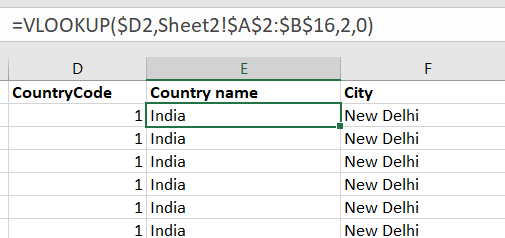 =VLOOKUP($D2,Sheet2!$A$2:$B$16,2,0)
D E F
CountryCode Country name City
1 India New Delhi
1 India New Delhi
1 India New Delhi
1 India New Delhi
1 India New Delhi
1 India New Delhi